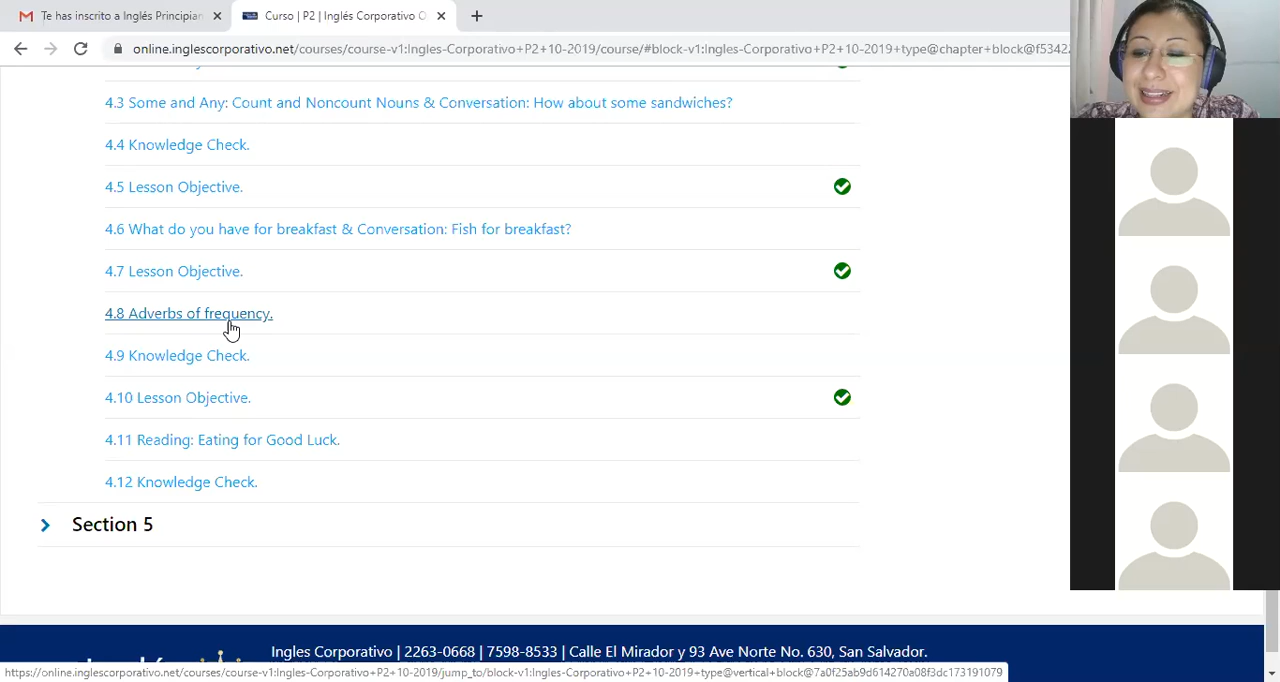 Te has inscrito a Inglés Principian
Curso | P2 | Inglés Corporativo O
online.inglescorporativo.net/courses/course-v1:Ingles-Corporativo+P2+10-2019/course/#block-v1:Ingles-Corporativo+P2+10-2019+type@chapter+block@f5342
4.3 Some and Any: Count and Noncount Nouns & Conversation: How about some sandwiches?
4.4 Knowledge Check.
4.5 Lesson Objective.
4.6 What do you have for breakfast & Conversation: Fish for breakfast?
4.7 Lesson Objective.
4.8 Adverbs of frequency.
4.9 Knowledge Check.
4.10 Lesson Objective.
4.11 Reading: Eating for Good Luck.
4.12 Knowledge Check.
Section 5
Ingles Corporativo | 2263-0668 | 7598-8533 | Calle El Mirador y 93 Ave Norte No. 630, San Salvador.
https://online.inglescorporativo.net/courses/course-v1:Ingles-Corporativo+P2+10-2019/jump_to/block-v1:Ingles-Corporativo+P2+10-2019+type@vertical+block@7a0f25ab9d614270a08f3dc173191079